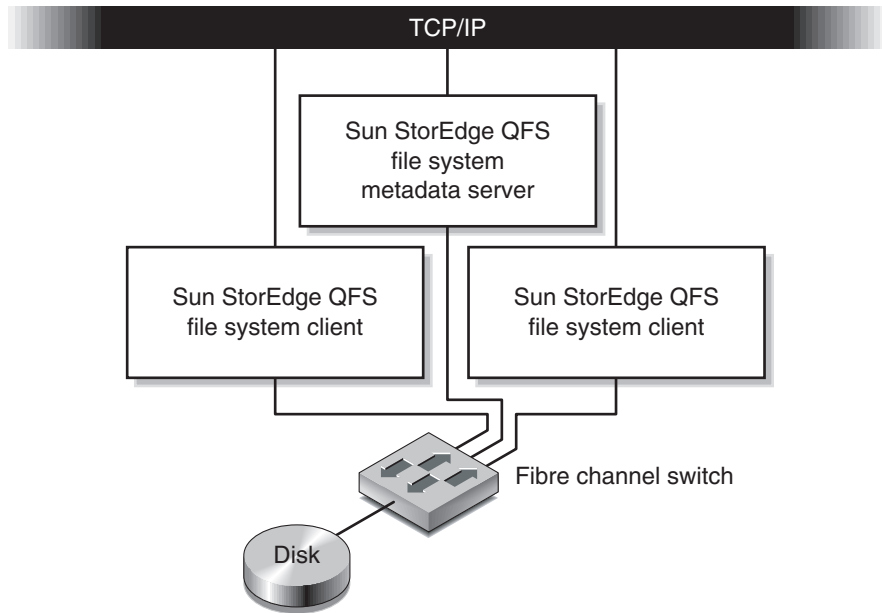 TCP/IP
Sun StorEdge QFS
file system
metadata server
Sun StorEdge QFS
file system client
Sun StorEdge QFS
file system client
Fibre channel switch
Disk